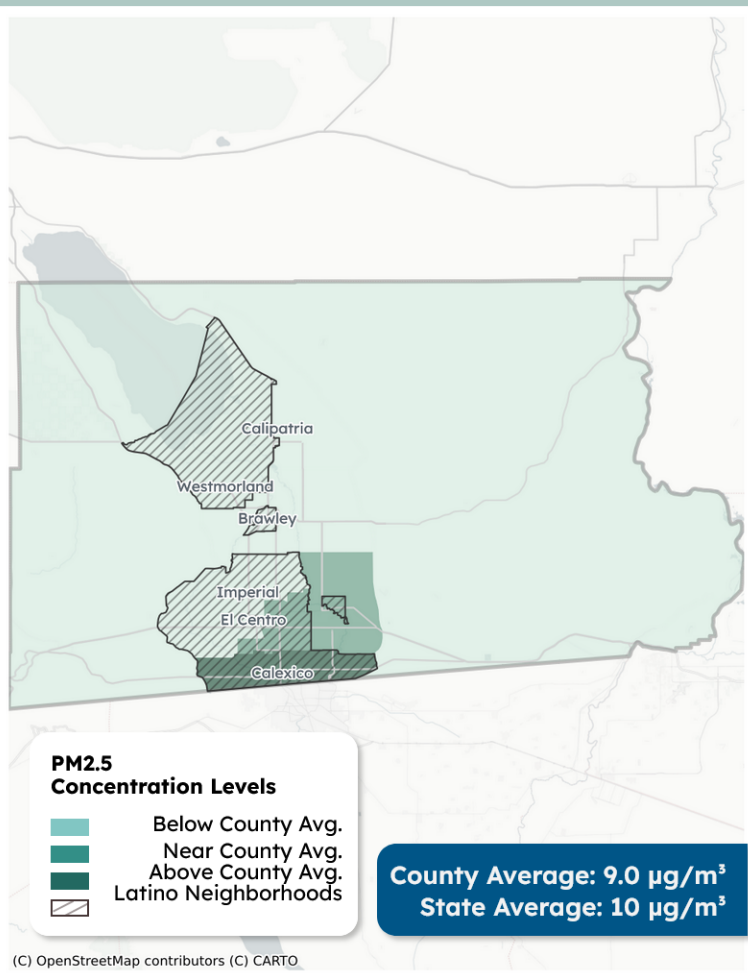 Calipatria
Westmorland
Brawley
Imperial
El Centro
Calexico
PM2.5
Concentration Levels
Below County Avg.
Near County Avg.
Above County Avg.
Latino Neighborhoods
County Average: 9.0 µg/m³
State Average: 10 µg/m³
(C) OpenStreetMap contributors (C) CARTO